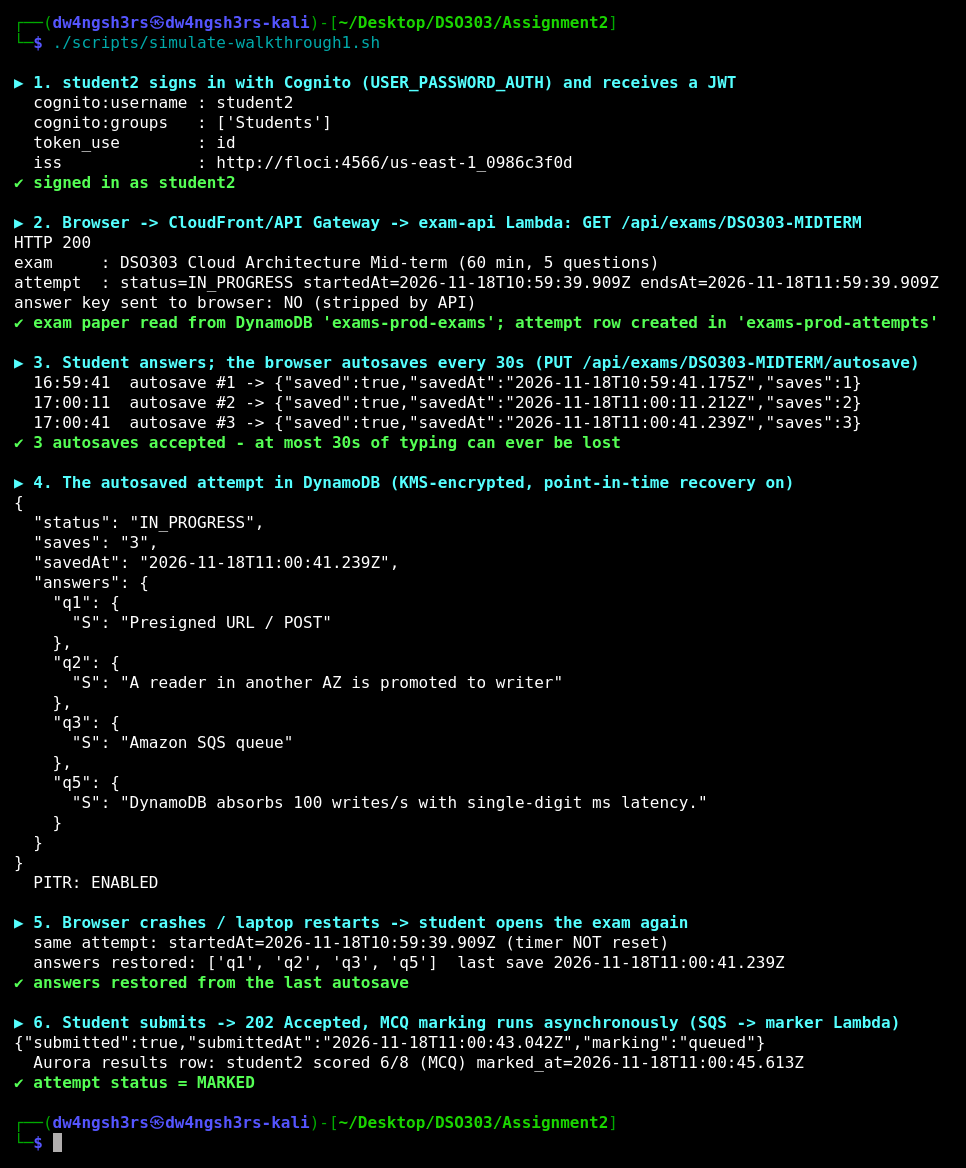 ┌──(dw4ngsh3rs㉿dw4ngsh3rs-kali)-[~/Desktop/DSO303/Assignment2]
└─$ ./scripts/simulate-walkthrough1.sh

▶ 1. student2 signs in with Cognito (USER_PASSWORD_AUTH) and receives a JWT
  cognito:username : student2
  cognito:groups   : ['Students']
  token_use        : id
  iss              : http://floci:4566/us-east-1_0986c3f0d
✔ signed in as student2

▶ 2. Browser -> CloudFront/API Gateway -> exam-api Lambda: GET /api/exams/DSO303-MIDTERM
HTTP 200
exam     : DSO303 Cloud Architecture Mid-term (60 min, 5 questions)
attempt  : status=IN_PROGRESS startedAt=2026-11-18T10:59:39.909Z endsAt=2026-11-18T11:59:39.909Z
answer key sent to browser: NO (stripped by API)
✔ exam paper read from DynamoDB 'exams-prod-exams'; attempt row created in 'exams-prod-attempts'

▶ 3. Student answers; the browser autosaves every 30s (PUT /api/exams/DSO303-MIDTERM/autosave)
  16:59:41  autosave #1 -> {"saved":true,"savedAt":"2026-11-18T10:59:41.175Z","saves":1}
  17:00:11  autosave #2 -> {"saved":true,"savedAt":"2026-11-18T11:00:11.212Z","saves":2}
  17:00:41  autosave #3 -> {"saved":true,"savedAt":"2026-11-18T11:00:41.239Z","saves":3}
✔ 3 autosaves accepted - at most 30s of typing can ever be lost

▶ 4. The autosaved attempt in DynamoDB (KMS-encrypted, point-in-time recovery on)
{
  "status": "IN_PROGRESS",
  "saves": "3",
  "savedAt": "2026-11-18T11:00:41.239Z",
  "answers": {
    "q1": {
      "S": "Presigned URL / POST"
    },
    "q2": {
      "S": "A reader in another AZ is promoted to writer"
    },
    "q3": {
      "S": "Amazon SQS queue"
    },
    "q5": {
      "S": "DynamoDB absorbs 100 writes/s with single-digit ms latency."
    }
  }
}
  PITR: ENABLED

▶ 5. Browser crashes / laptop restarts -> student opens the exam again
  same attempt: startedAt=2026-11-18T10:59:39.909Z (timer NOT reset)
  answers restored: ['q1', 'q2', 'q3', 'q5']  last save 2026-11-18T11:00:41.239Z
✔ answers restored from the last autosave

▶ 6. Student submits -> 202 Accepted, MCQ marking runs asynchronously (SQS -> marker Lambda)
{"submitted":true,"submittedAt":"2026-11-18T11:00:43.042Z","marking":"queued"}
  Aurora results row: student2 scored 6/8 (MCQ) marked_at=2026-11-18T11:00:45.613Z
✔ attempt status = MARKED

┌──(dw4ngsh3rs㉿dw4ngsh3rs-kali)-[~/Desktop/DSO303/Assignment2]
└─$